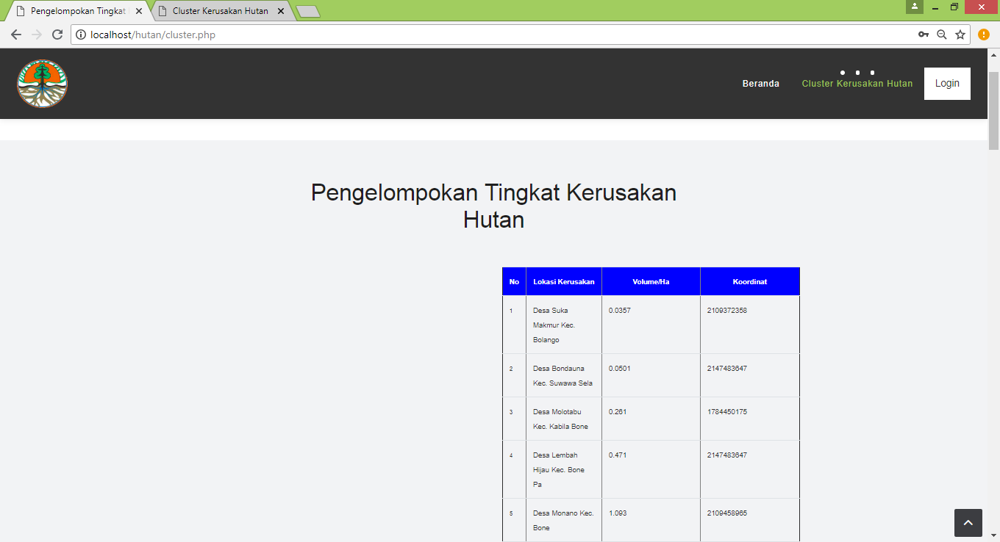 Pengelompokan Tingkat
Cluster Kerusakan Hutan
localhost/hutan/cluster.php
Beranda
Cluster Kerusakan Hutan
Login
Pengelompokan Tingkat Kerusakan
Hutan
No Lokasi Kerusakan Volume/Ha Koordinat
1 Desa Suka 0.0357 2109372358
Makmur Kec.
Bolango
2 Desa Bondauna 0.0501 2147483647
Kec. Suwawa Sela
3 Desa Molotabu 0.261 1784450175
Kec. Kabila Bone
4 Desa Lembah 0.471 2147483647
Hijau Kec. Bone
Pa
5 Desa Monano Kec. 1.093 2109458965
Bone